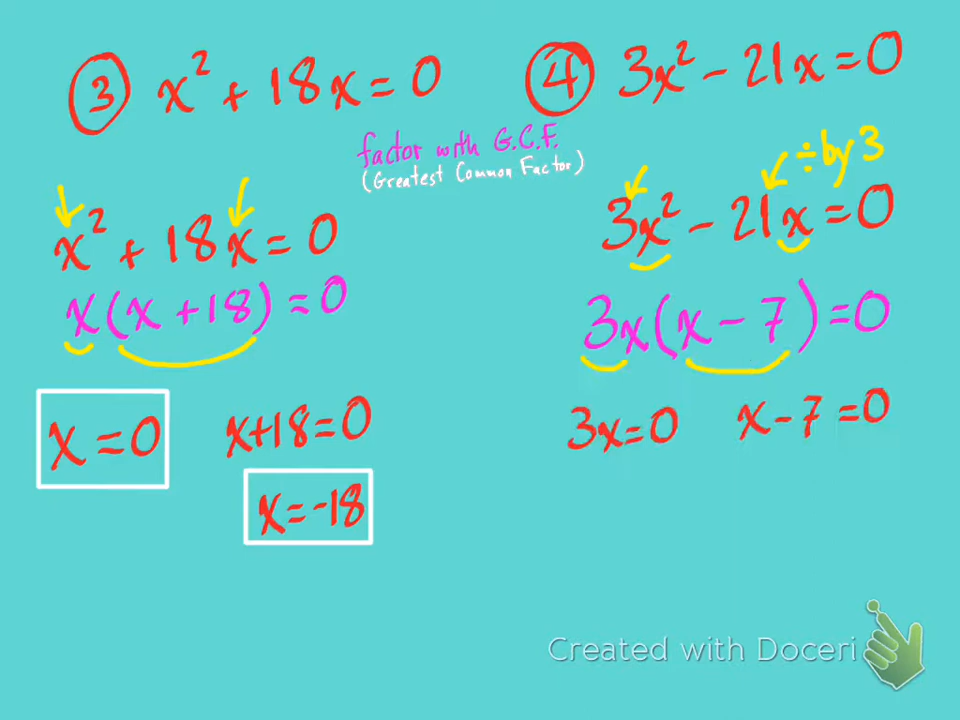 ③ x² + 18x = 0
④ 3x² - 21x = 0
factor with G.C.F.
(Greatest Common Factor)
x² + 18x = 0
x(x + 18) = 0
x = 0
x+18=0
x=-18
÷ by 3
3x² - 21x = 0
3x(x - 7) = 0
3x=0
x - 7 = 0
Created with Doceri